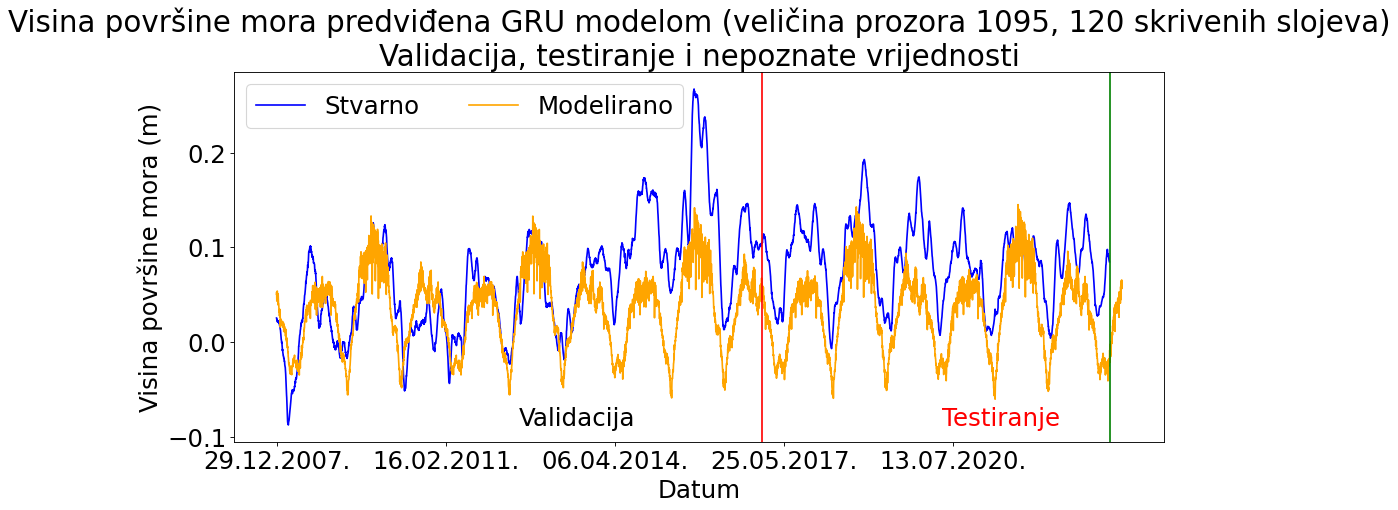 Visina površine mora predviđena GRU modelom (veličina prozora 1095, 120 skrivenih slojeva)
Validacija, testiranje i nepoznate vrijednosti
Stvarno Modelirano
Visina površine mora (m)
0.2
0.1
0.0
−0.1
Validacija Testiranje
29.12.2007. 16.02.2011. 06.04.2014. 25.05.2017. 13.07.2020.
Datum